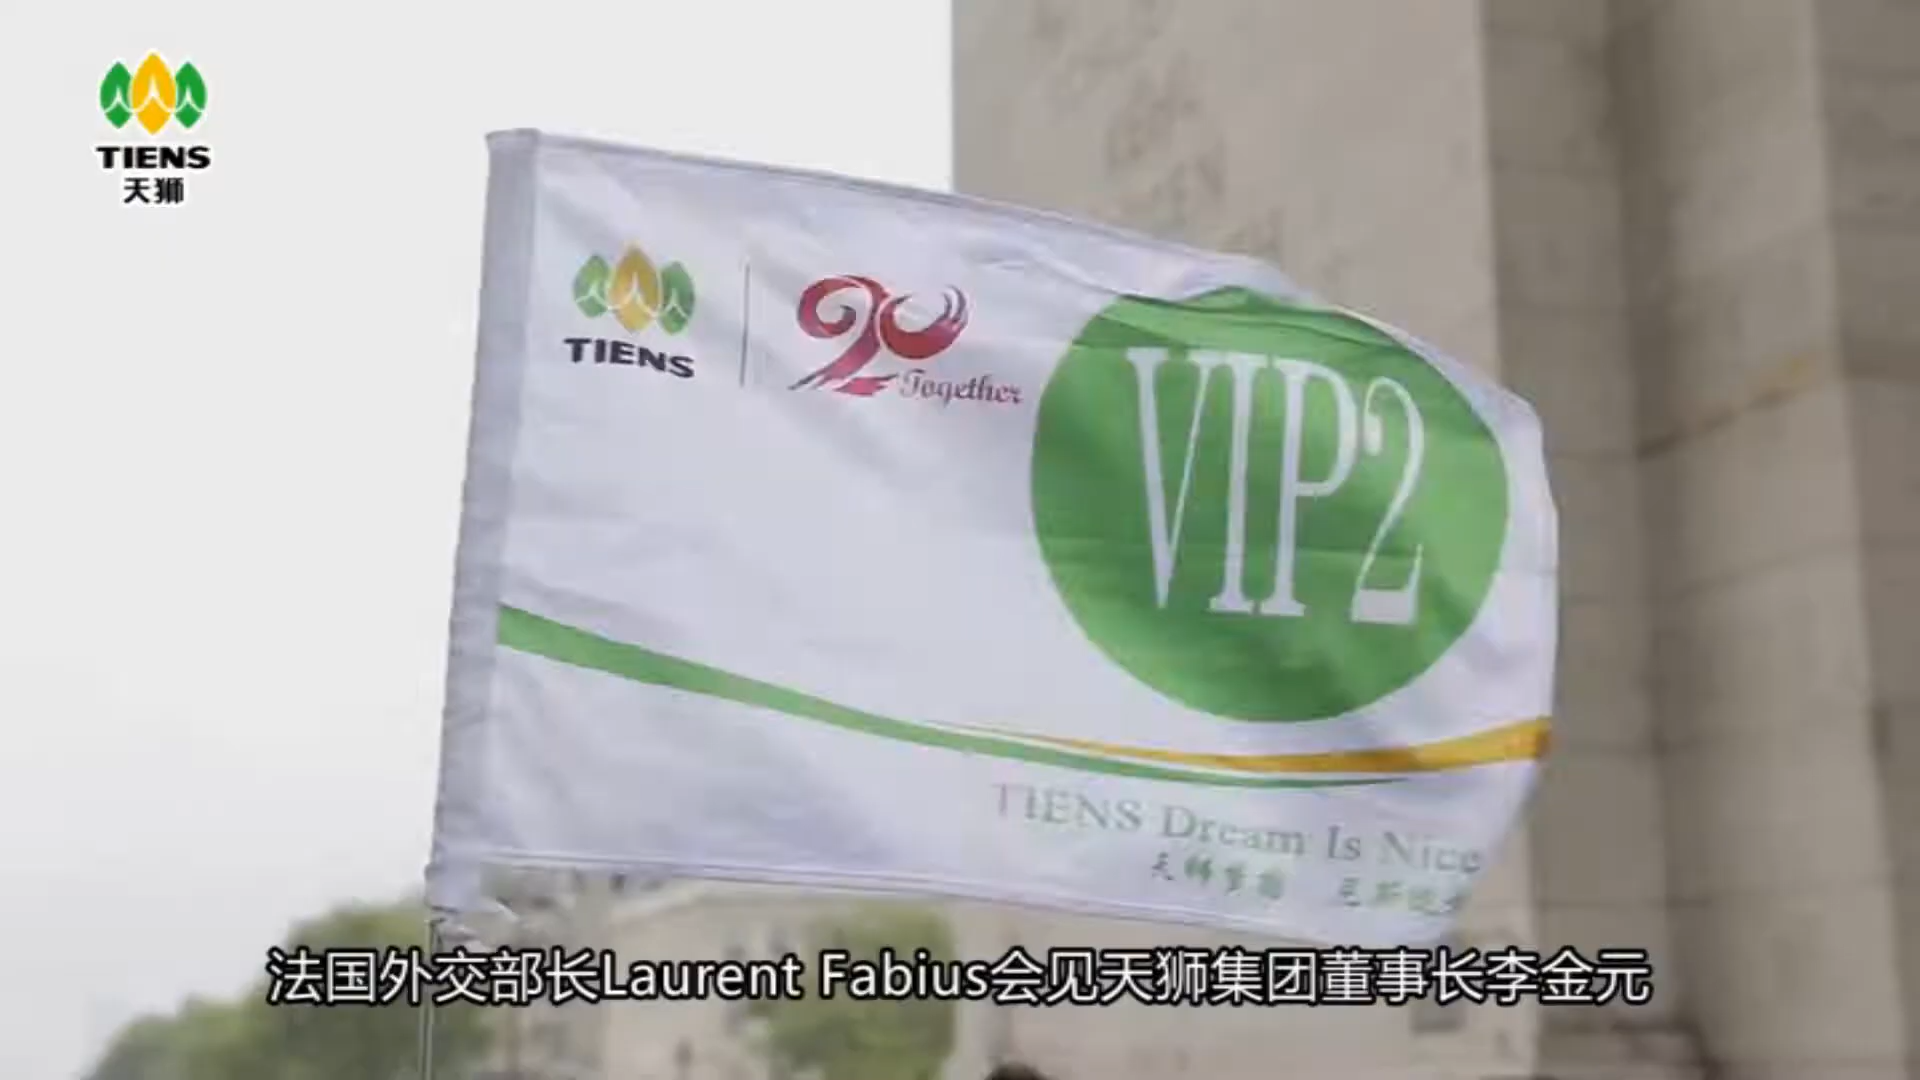 TIENS
天狮
TIENS
20 Together
VIP2
TIENS Dream Is Nice
法国外交部长Laurent Fabius会见天狮集团董事长李金元